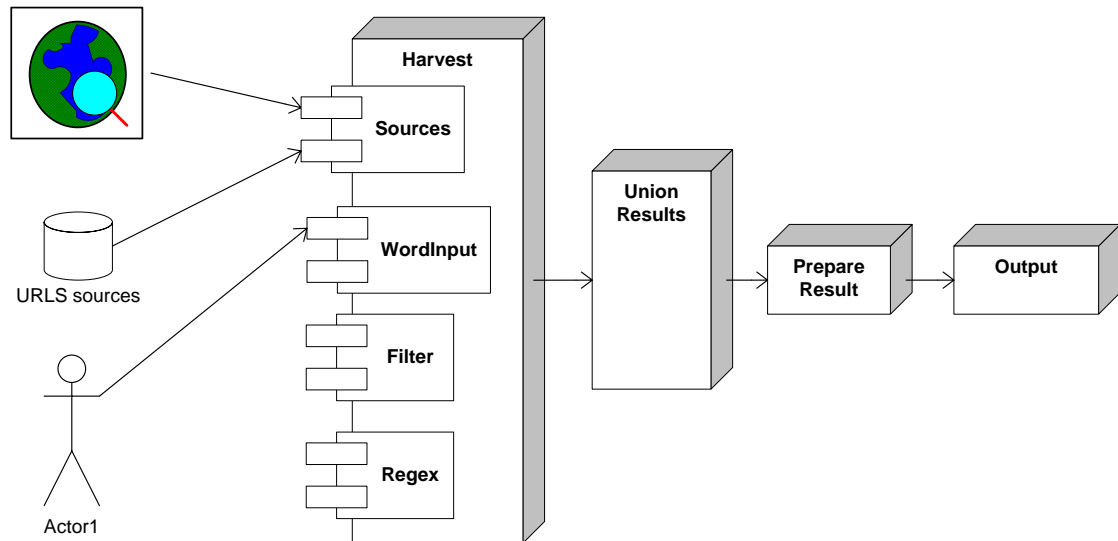 Harvest
Sources
URLS sources
WordInput
Filter
Regex
Actor1
Union
Results
Prepare
Result
Output